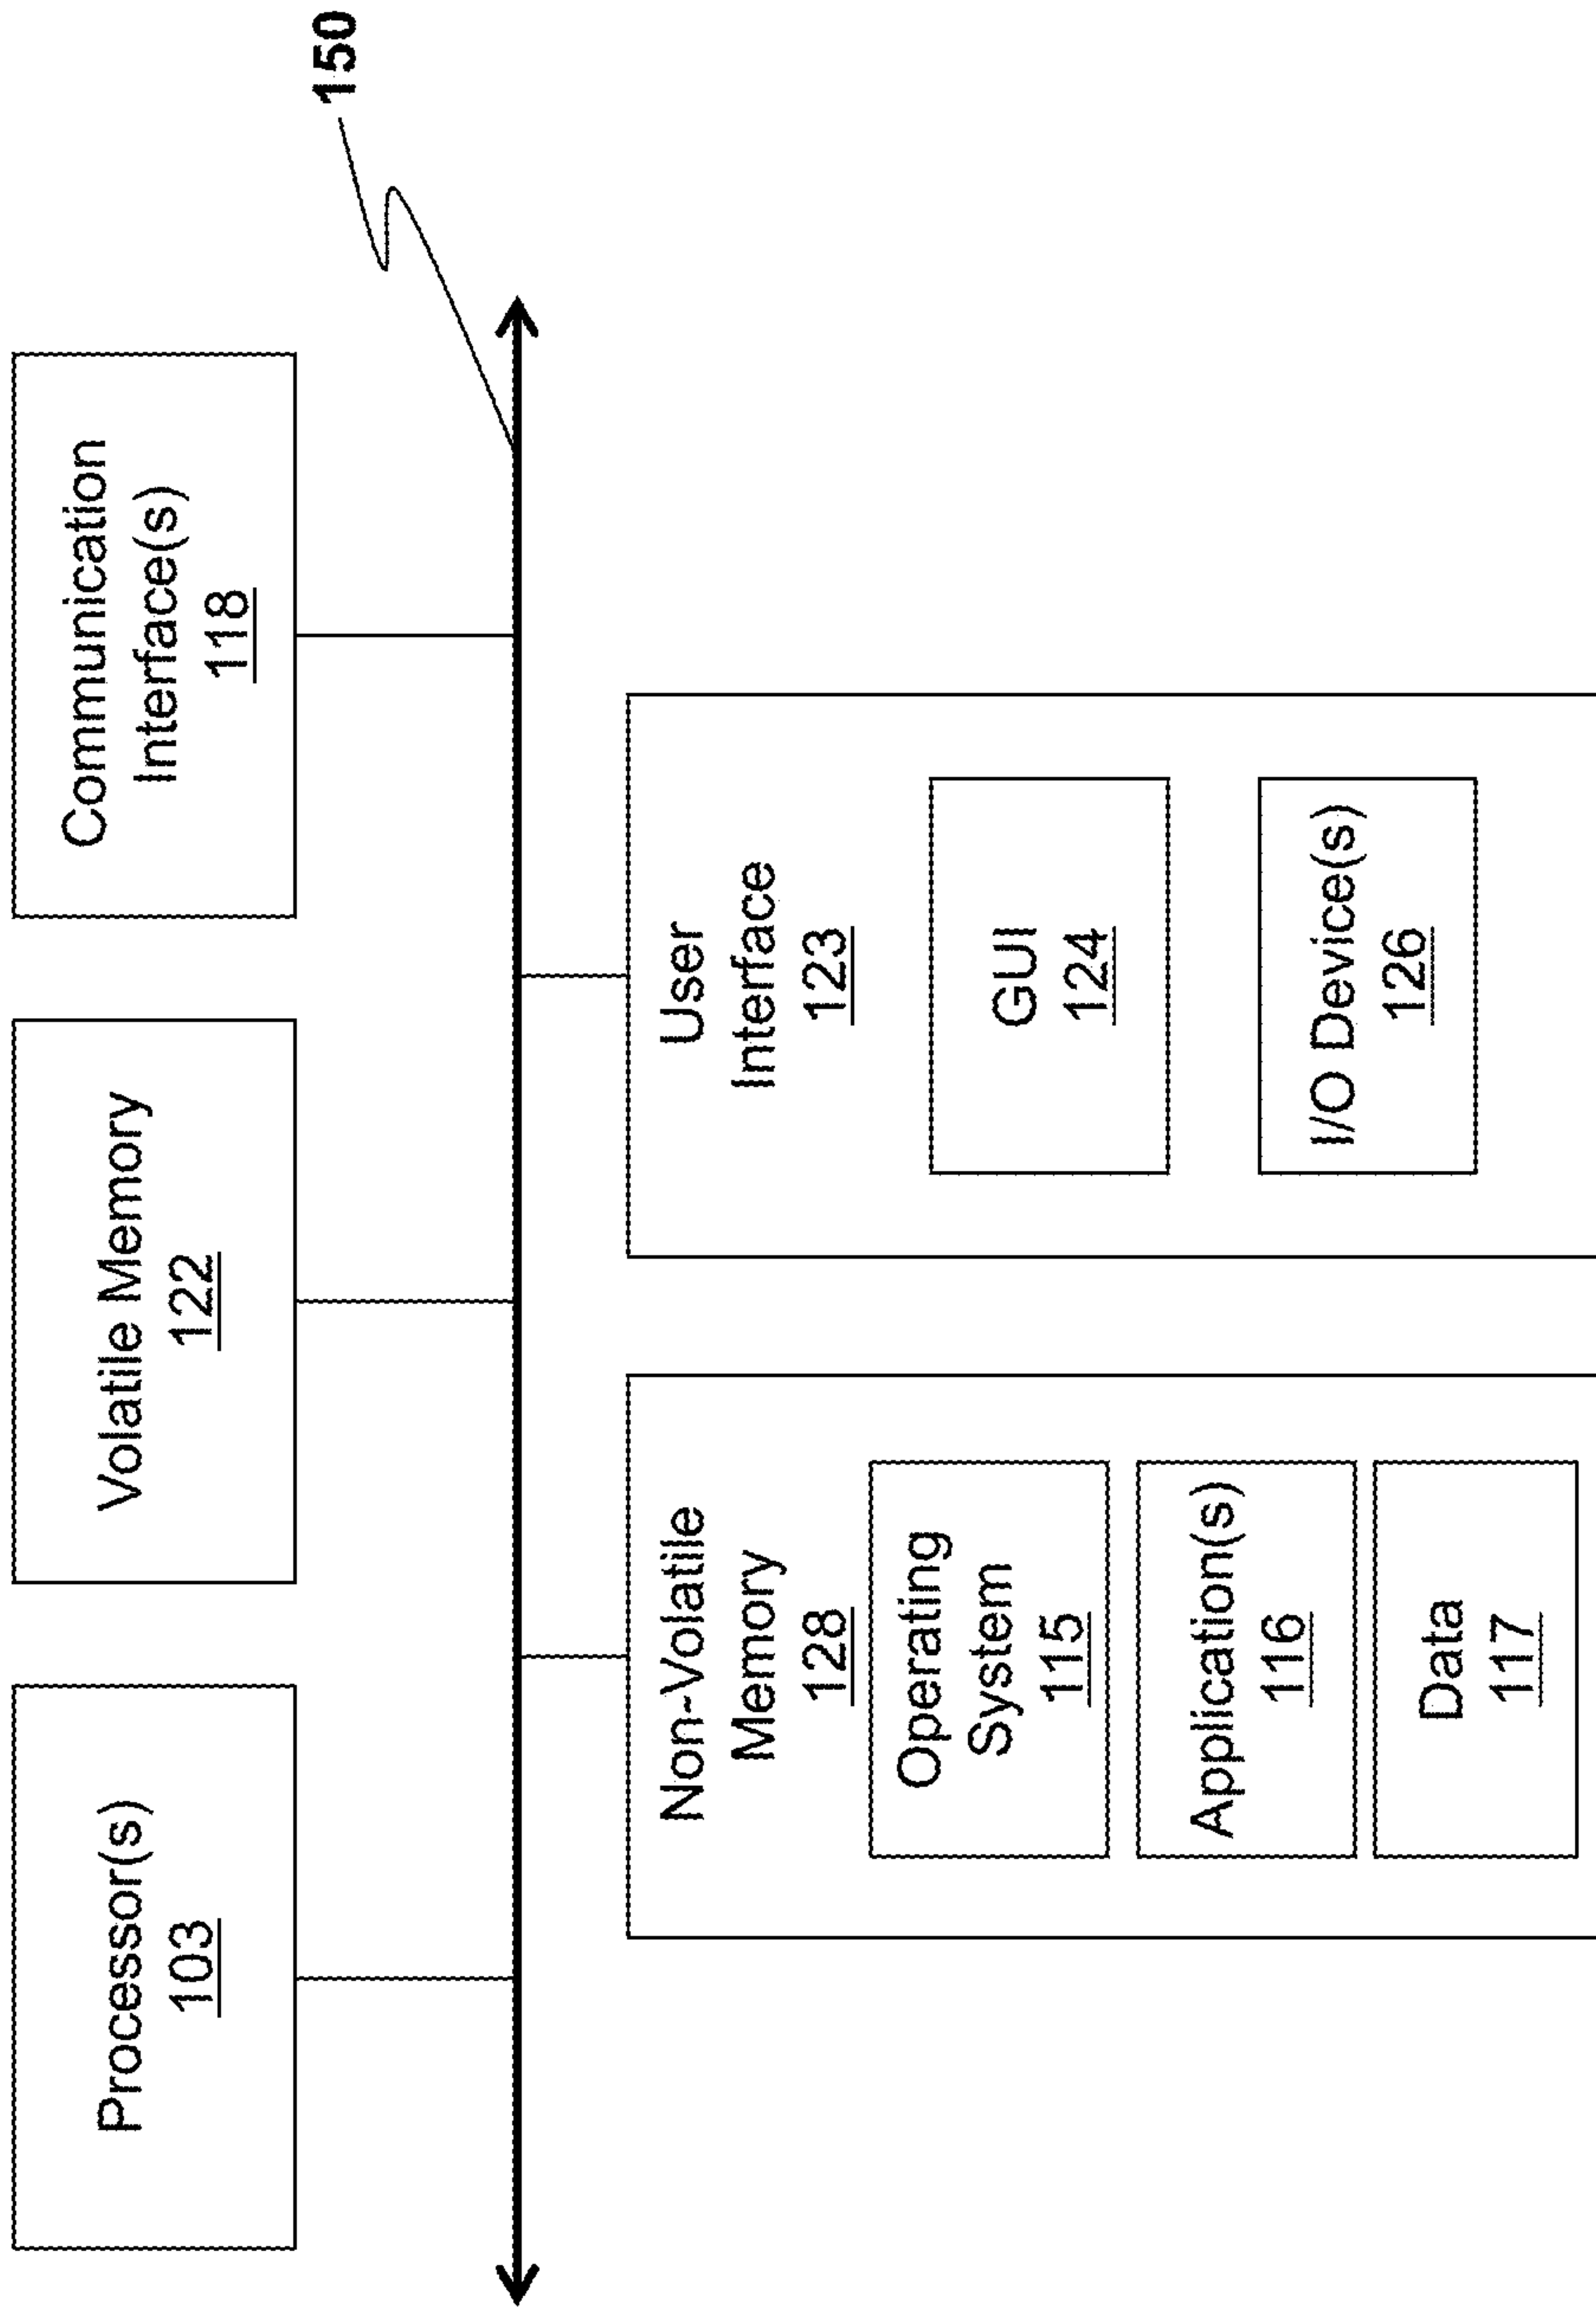 150
Processor(s)
103
Volatile Memory
122
Communication
Interface(s)
118
Non-Volatile
Memory
128
Operating
System
115
Application(s)
116
Data
117
User
Interface
123
GUI
124
I/O Device(s)
126